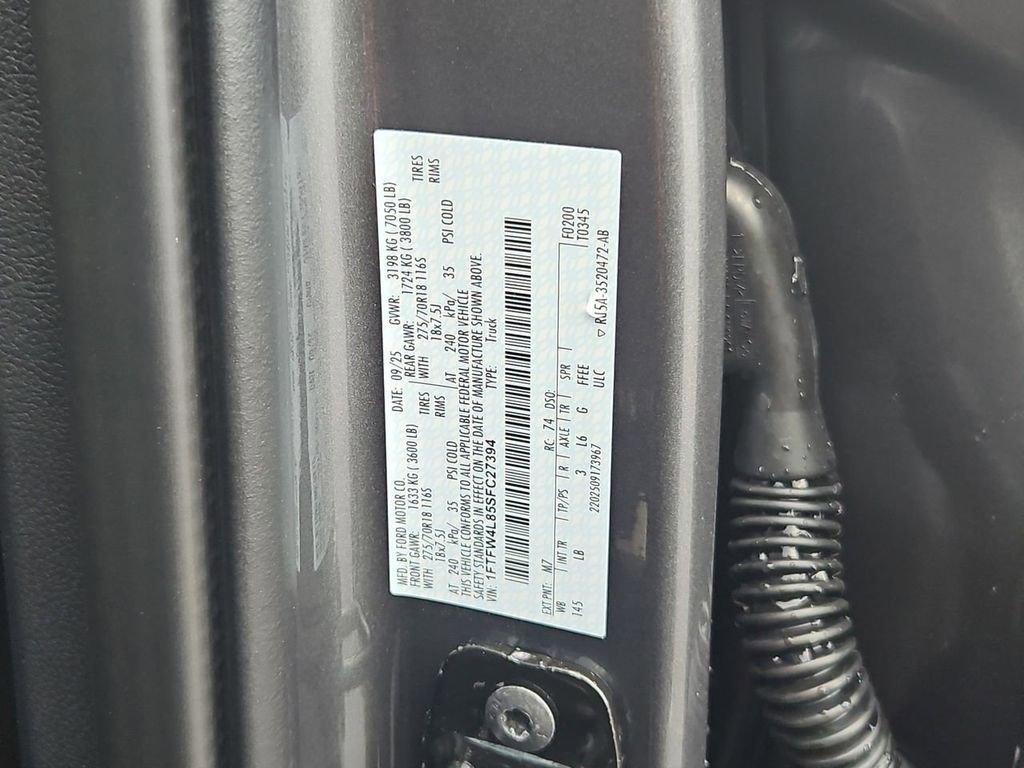 MFD. BY FORD MOTOR CO.
DATE: 09/25 GVWR: 3198 KG ( 7050 LB)
FRONT GAWR: 1633 KG ( 3600 LB)
REAR GAWR: 1724 KG ( 3800 LB)
WITH 275/70R18 116S TIRES
WITH 275/70R18 116S TIRES
18x7.5J RIMS
18x7.5J RIMS
AT 240 kPa/ 35 PSI COLD
AT 240 kPa/ 35 PSI COLD
THIS VEHICLE CONFORMS TO ALL APPLICABLE FEDERAL MOTOR VEHICLE
SAFETY STANDARDS IN EFFECT ON THE DATE OF MANUFACTURE SHOWN ABOVE.
VIN: 1FTFW4L85SFC27394 TYPE: Truck
EXT PNT: M7 RC: 74 DSO: F0200
WB INT TR TP/PS R AXLE TR SPR T0345
145 LB 3 L6 G FFEE
2202509173967 ULC
RU5A-3520472-AB